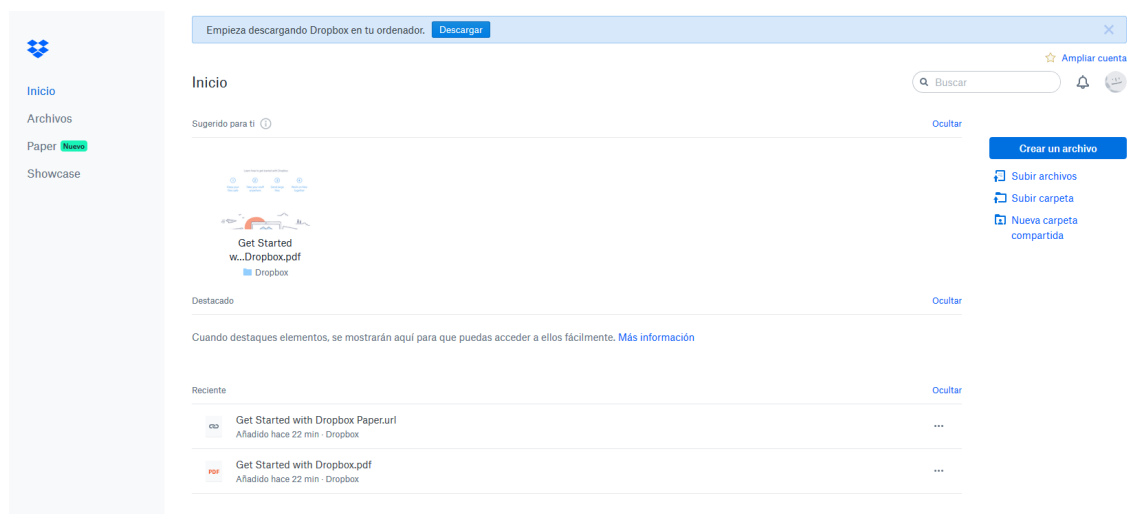 Empieza descargando Dropbox en tu ordenador. Descargar
Ampliar cuenta
Inicio
Buscar
Inicio
Archivos
Paper Nuevo
Showcase
Sugerido para ti
Ocultar
Get Started
w...Dropbox.pdf
Dropbox
Crear un archivo
Subir archivos
Subir carpeta
Nueva carpeta
compartida
Destacado
Ocultar
Cuando destaques elementos, se mostrarán aquí para que puedas acceder a ellos fácilmente. Más información
Reciente
Ocultar
Get Started with Dropbox Paper.url
Añadido hace 22 min · Dropbox
PDF
Get Started with Dropbox.pdf
Añadido hace 22 min · Dropbox